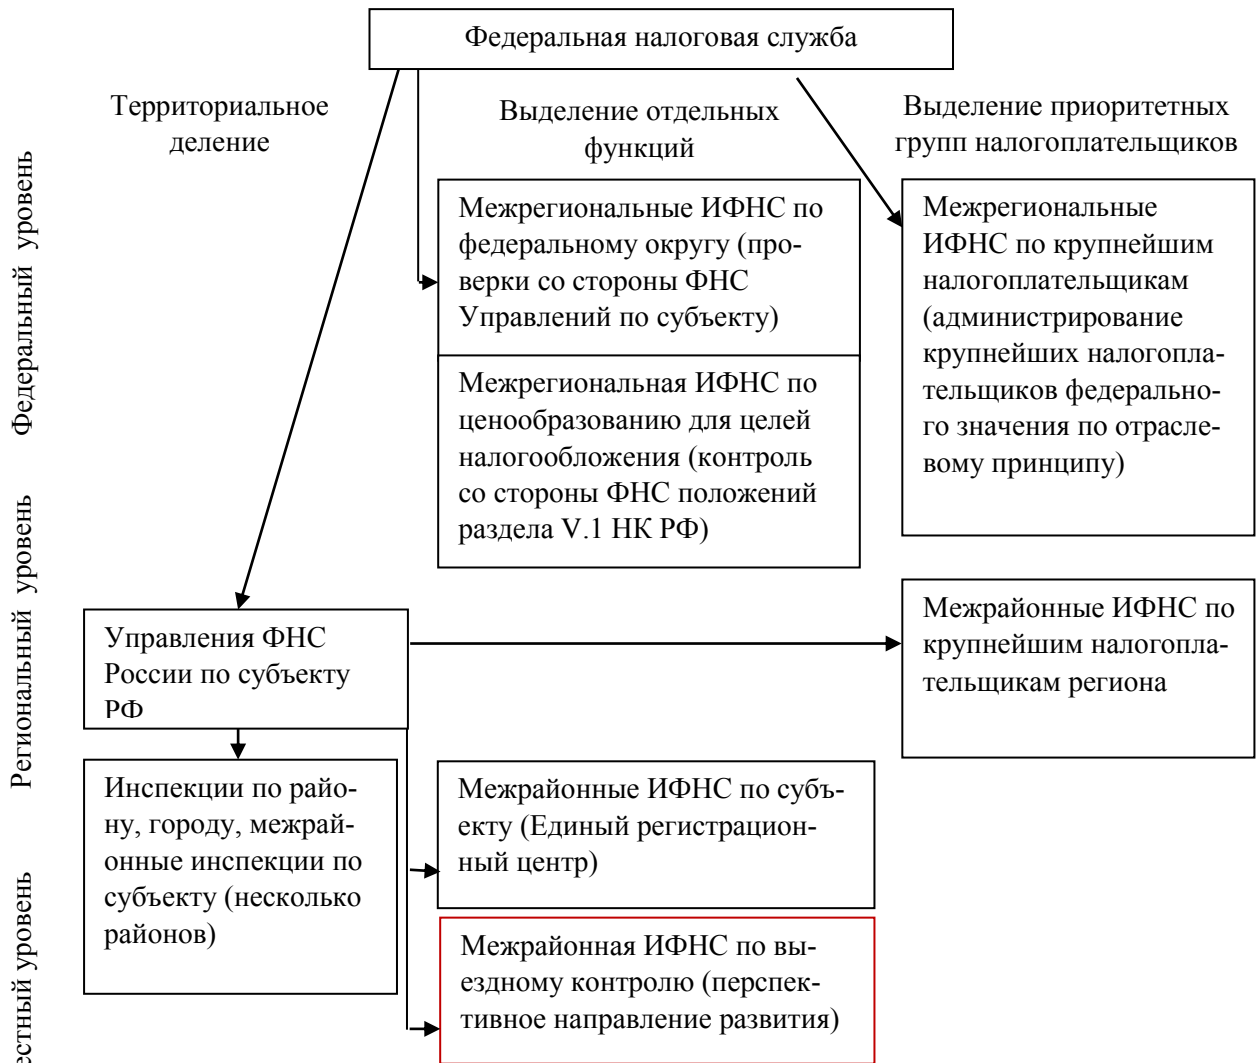 Федеральная налоговая служба
Территориальное
деление
Выделение отдельных
функций
Выделение приоритетных
групп налогоплательщиков
Федеральный уровень
Межрегиональные ИФНС по
федеральному округу (про-
верки со стороны ФНС
Управлений по субъекту)
Межрегиональная ИФНС по
ценообразованию для целей
налогообложения (контроль
со стороны ФНС положений
раздела V.1 НК РФ)
Межрегиональные
ИФНС по крупнейшим
налогоплательщикам
(администрирование
крупнейших налогопла-
тельщиков федерально-
го значения по отрасле-
вому принципу)
Региональный уровень
Управления ФНС
России по субъекту
РФ
Межрайонные ИФНС по
крупнейшим налогопла-
тельщикам региона
Инспекции по райо-
ну, городу, межрай-
онные инспекции по
субъекту (несколько
районов)
Межрайонные ИФНС по субъ-
екту (Единый регистрацион-
ный центр)
Межрайонная ИФНС по вы-
ездному контролю (перспек-
тивное направление развития)
естный уровень